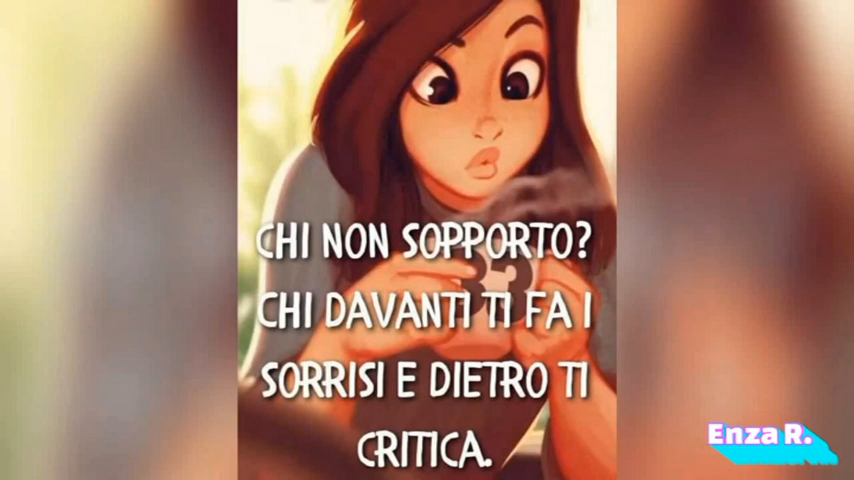 CHI NON SOPPORTO?
CHI DAVANTI TI FA I
SORRISI E DIETRO TI
CRITICA.
Enza R.